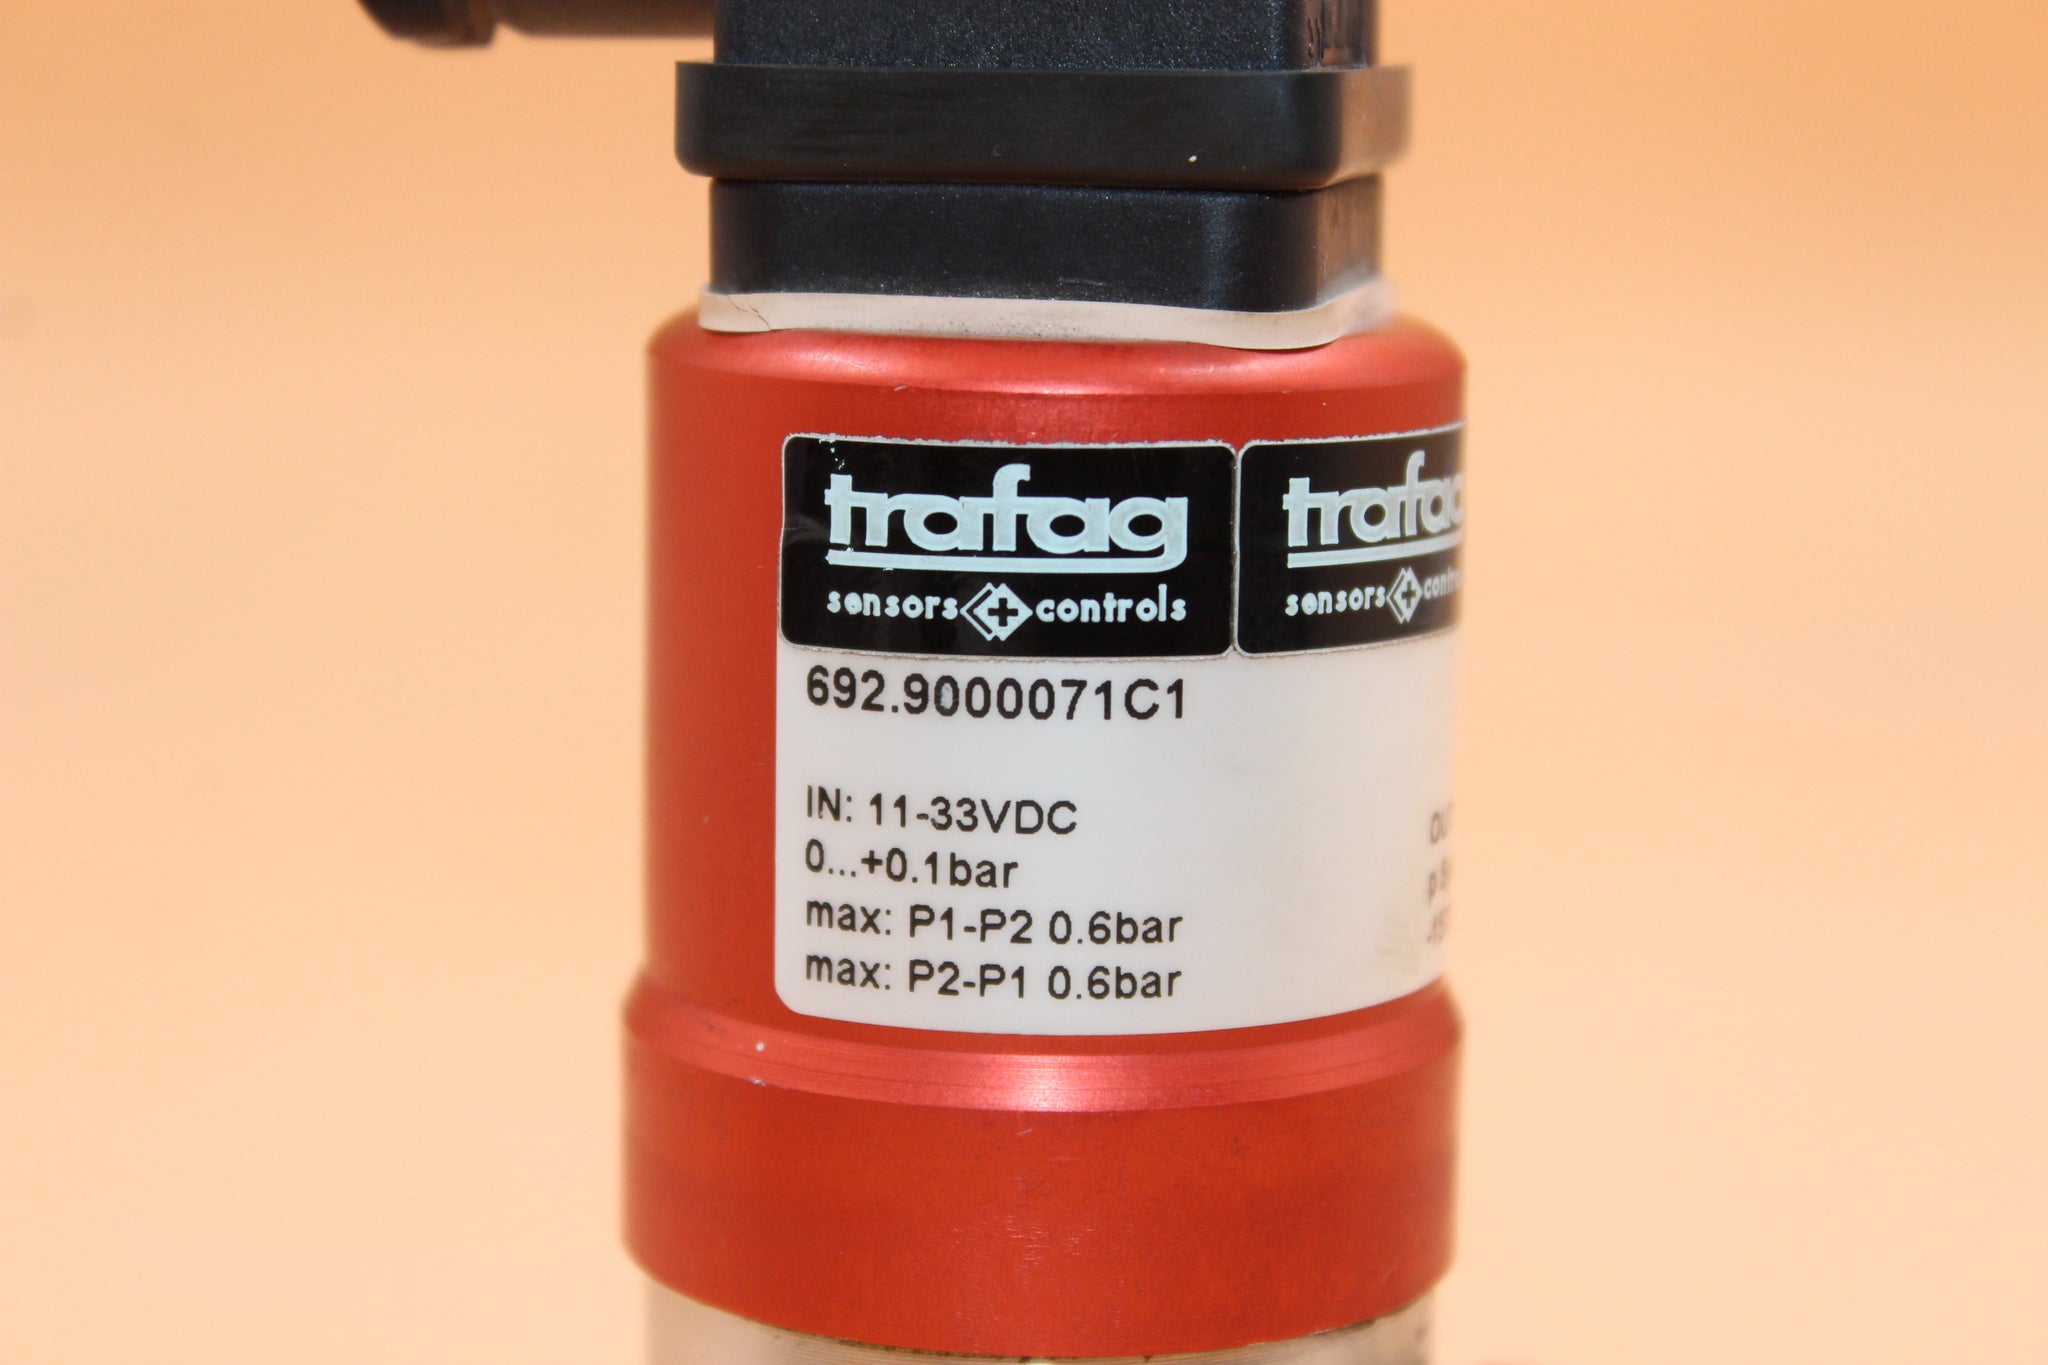 trafag
sensors controls
trafag
sensors
692.9000071C1
IN: 11-33VDC
0...+0.1bar
max: P1-P2 0.6bar
max: P2-P1 0.6bar